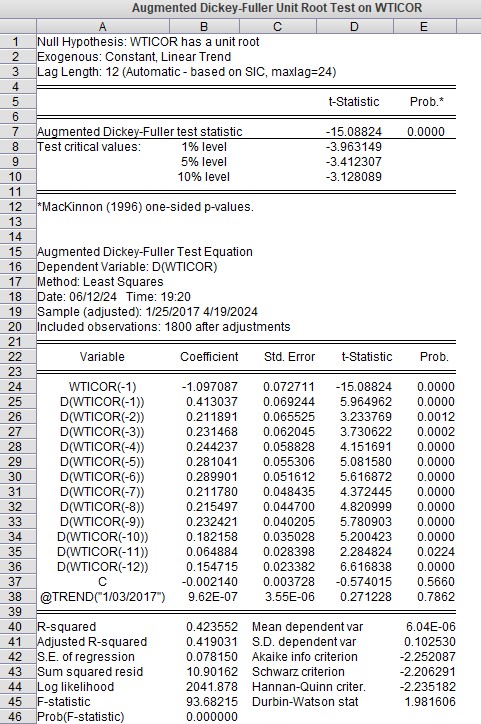 Augmented Dickey-Fuller Unit Root Test on WTICOR
A B C D E
1 Null Hypothesis: WTICOR has a unit root
2 Exogenous: Constant, Linear Trend
3 Lag Length: 12 (Automatic - based on SIC, maxlag=24)
4
5 t-Statistic Prob.*
6
7 Augmented Dickey-Fuller test statistic -15.08824 0.0000
8 Test critical values: 1% level -3.963149
9 5% level -3.412307
10 10% level -3.128089
11
12 *MacKinnon (1996) one-sided p-values.
13
14
15 Augmented Dickey-Fuller Test Equation
16 Dependent Variable: D(WTICOR)
17 Method: Least Squares
18 Date: 06/12/24 Time: 19:20
19 Sample (adjusted): 1/25/2017 4/19/2024
20 Included observations: 1800 after adjustments
21
22 Variable Coefficient Std. Error t-Statistic Prob.
23
24 WTICOR(-1) -1.097087 0.072711 -15.08824 0.0000
25 D(WTICOR(-1)) 0.413037 0.069244 5.964962 0.0000
26 D(WTICOR(-2)) 0.211891 0.065525 3.233769 0.0012
27 D(WTICOR(-3)) 0.231468 0.062045 3.730622 0.0002
28 D(WTICOR(-4)) 0.244237 0.058828 4.151691 0.0000
29 D(WTICOR(-5)) 0.281041 0.055306 5.081580 0.0000
30 D(WTICOR(-6)) 0.289901 0.051612 5.616872 0.0000
31 D(WTICOR(-7)) 0.211780 0.048435 4.372445 0.0000
32 D(WTICOR(-8)) 0.215497 0.044700 4.820999 0.0000
33 D(WTICOR(-9)) 0.232421 0.040205 5.780903 0.0000
34 D(WTICOR(-10)) 0.182158 0.035028 5.200423 0.0000
35 D(WTICOR(-11)) 0.064884 0.028398 2.284824 0.0224
36 D(WTICOR(-12)) 0.154715 0.023382 6.616838 0.0000
37 C -0.002140 0.003728 -0.574015 0.5660
38 @TREND("1/03/2017") 9.62E-07 3.55E-06 0.271228 0.7862
39
40 R-squared 0.423552 Mean dependent var 6.04E-06
41 Adjusted R-squared 0.419031 S.D. dependent var 0.102530
42 S.E. of regression 0.078150 Akaike info criterion -2.252087
43 Sum squared resid 10.90162 Schwarz criterion -2.206291
44 Log likelihood 2041.878 Hannan-Quinn criter. -2.235182
45 F-statistic 93.68215 Durbin-Watson stat 1.981606
46 Prob(F-statistic) 0.000000